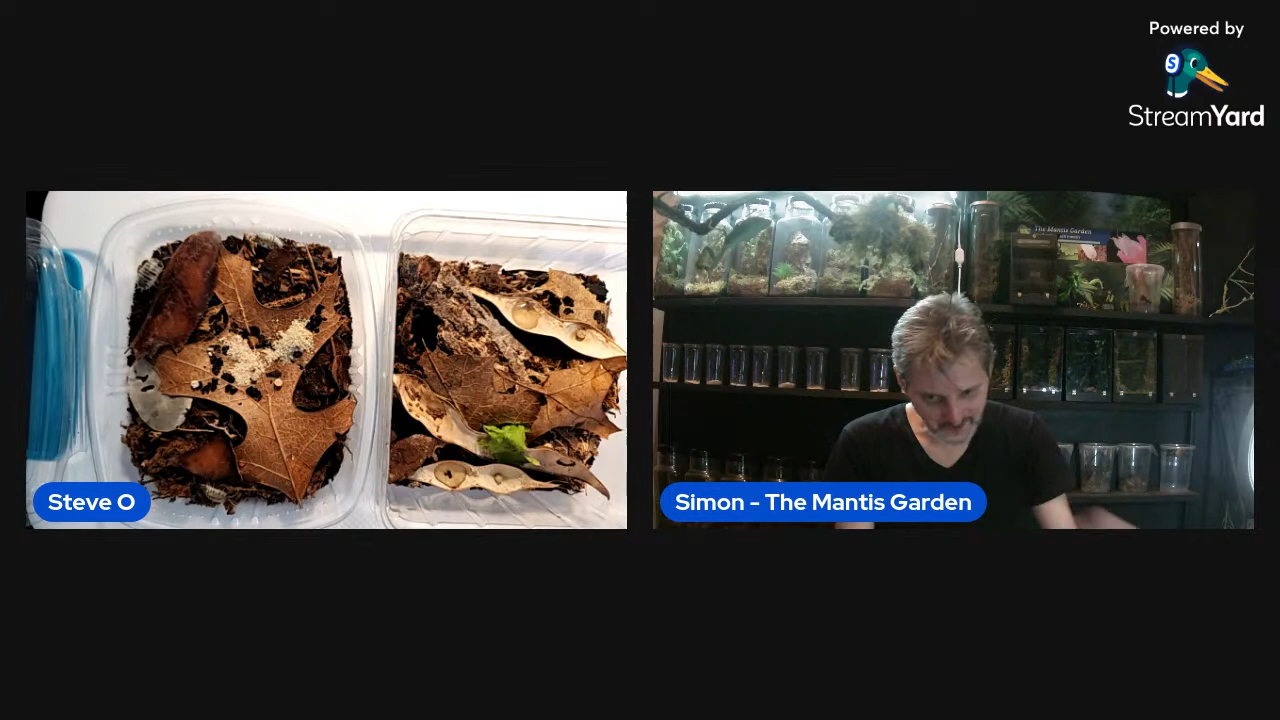 Powered by
S
StreamYard
The Mantis Garden
Steve O
Simon - The Mantis Garden